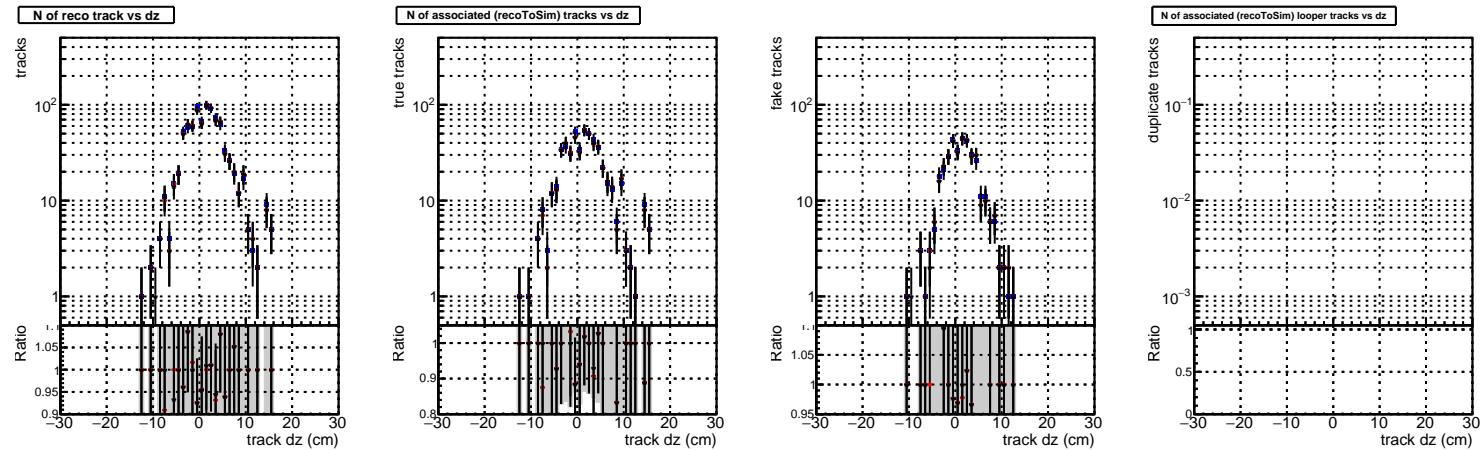 N of reco track vs dz
tracks
10²
10
1
Ratio
1.1
1.05
1
0.95
0.9
−30 −20 −10 0 10 20 30
track dz (cm)
N of associated (recoToSim) tracks vs dz
true tracks
10²
10
1
Ratio
1
0.9
0.8
−30 −20 −10 0 10 20 30
track dz (cm)
fake tracks
10²
10
1
Ratio
1.05
1
0.95
−30 −20 −10 0 10 20 30
track dz (cm)
N of associated (recoToSim) looper tracks vs dz
duplicate tracks
10⁻¹
10⁻²
10⁻³
Ratio
1
0.5
0
−30 −20 −10 0 10 20 30
track dz (cm)